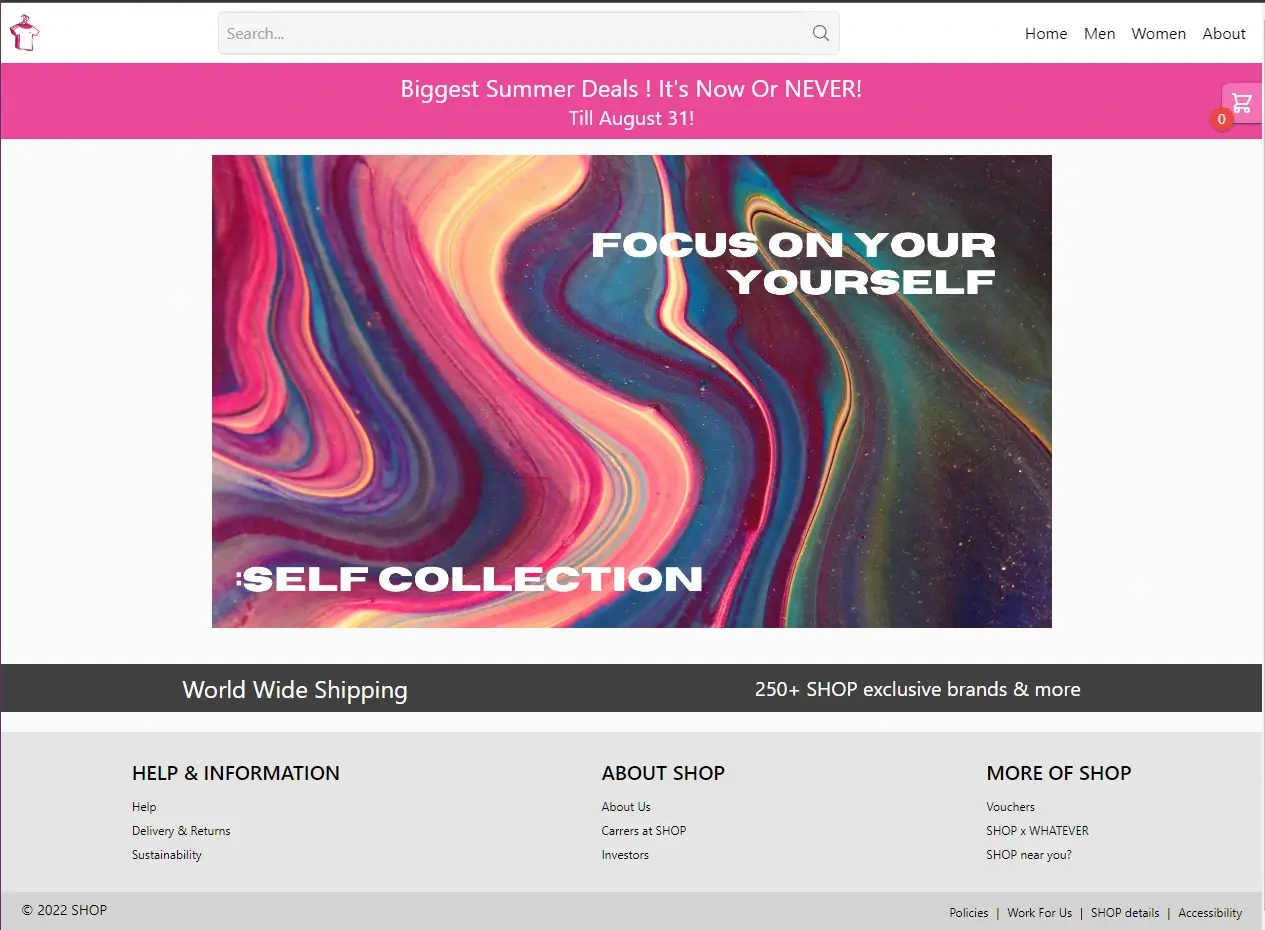 Search...
Home Men Women About
Biggest Summer Deals ! It's Now Or NEVER!
Till August 31!
0
FOCUS ON YOUR
YOURSELF
:SELF COLLECTION
World Wide Shipping
250+ SHOP exclusive brands & more
HELP & INFORMATION
Help
Delivery & Returns
Sustainability
ABOUT SHOP
About Us
Carrers at SHOP
Investors
MORE OF SHOP
Vouchers
SHOP x WHATEVER
SHOP near you?
© 2022 SHOP
Policies | Work For Us | SHOP details | Accessibility